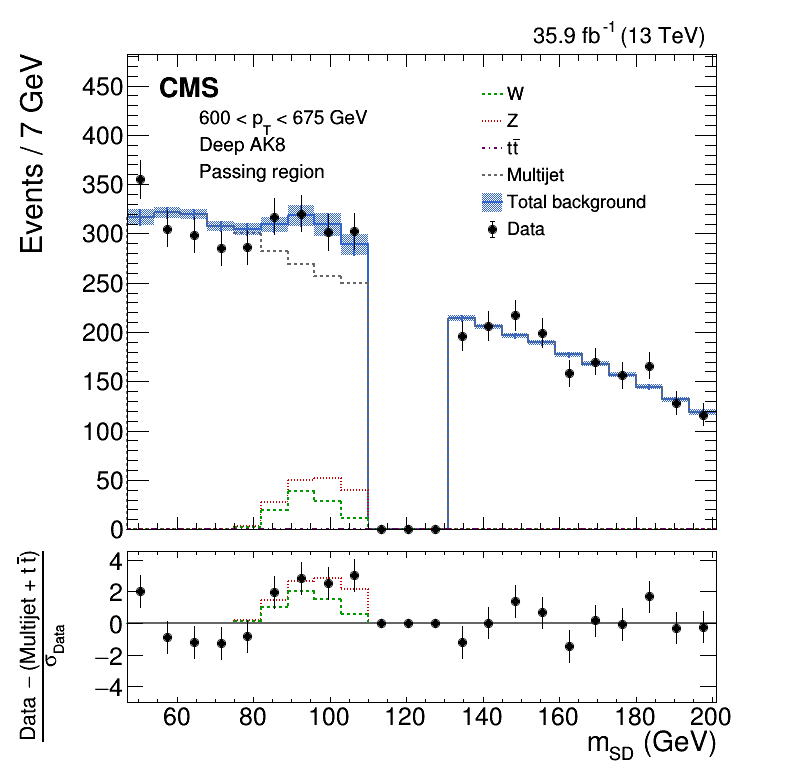 35.9 fb⁻¹ (13 TeV)
Events / 7 GeV
CMS
600 < p_T < 675 GeV
Deep AK8
Passing region
W
Z
tt̄
Multijet
Total background
Data
450
400
350
300
250
200
150
100
50
0
Data − (Multijet + tt̄)
σ_Data
4
2
0
−2
−4
60 80 100 120 140 160 180 200
m_SD (GeV)